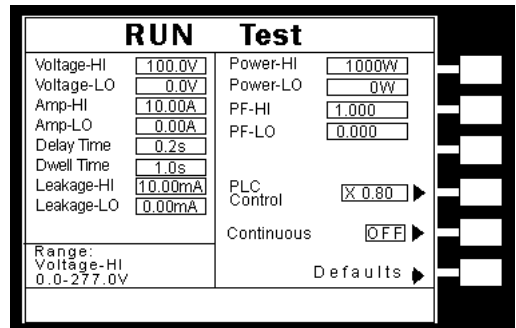 RUN Test
Voltage-HI 100.0V
Voltage-LO 0.0V
Amp-HI 10.00A
Amp-LO 0.00A
Delay Time 0.2s
Dwell Time 1.0s
Leakage-HI 10.00mA
Leakage-LO 0.00mA
Power-HI 1000W
Power-LO 0W
PF-HI 1.000
PF-LO 0.000
PLC
Control X 0.80
Continuous OFF
Defaults
Range:
Voltage-HI
0.0-277.0V